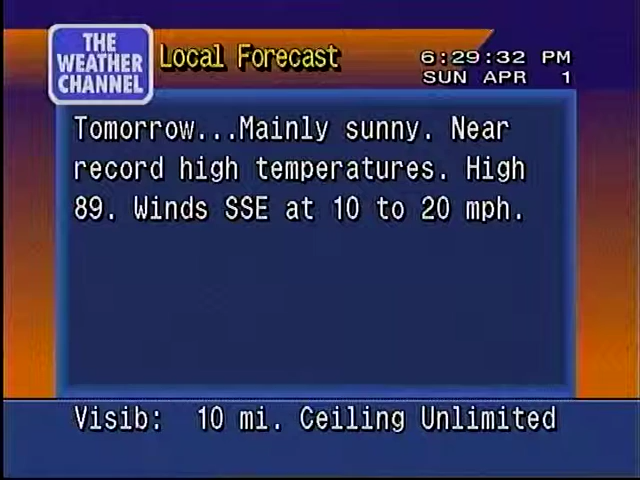 THE
WEATHER
CHANNEL
Local Forecast
6:29:32 PM
SUN APR 1
Tomorrow...Mainly sunny. Near
record high temperatures. High
89. Winds SSE at 10 to 20 mph.
Visib: 10 mi. Ceiling Unlimited